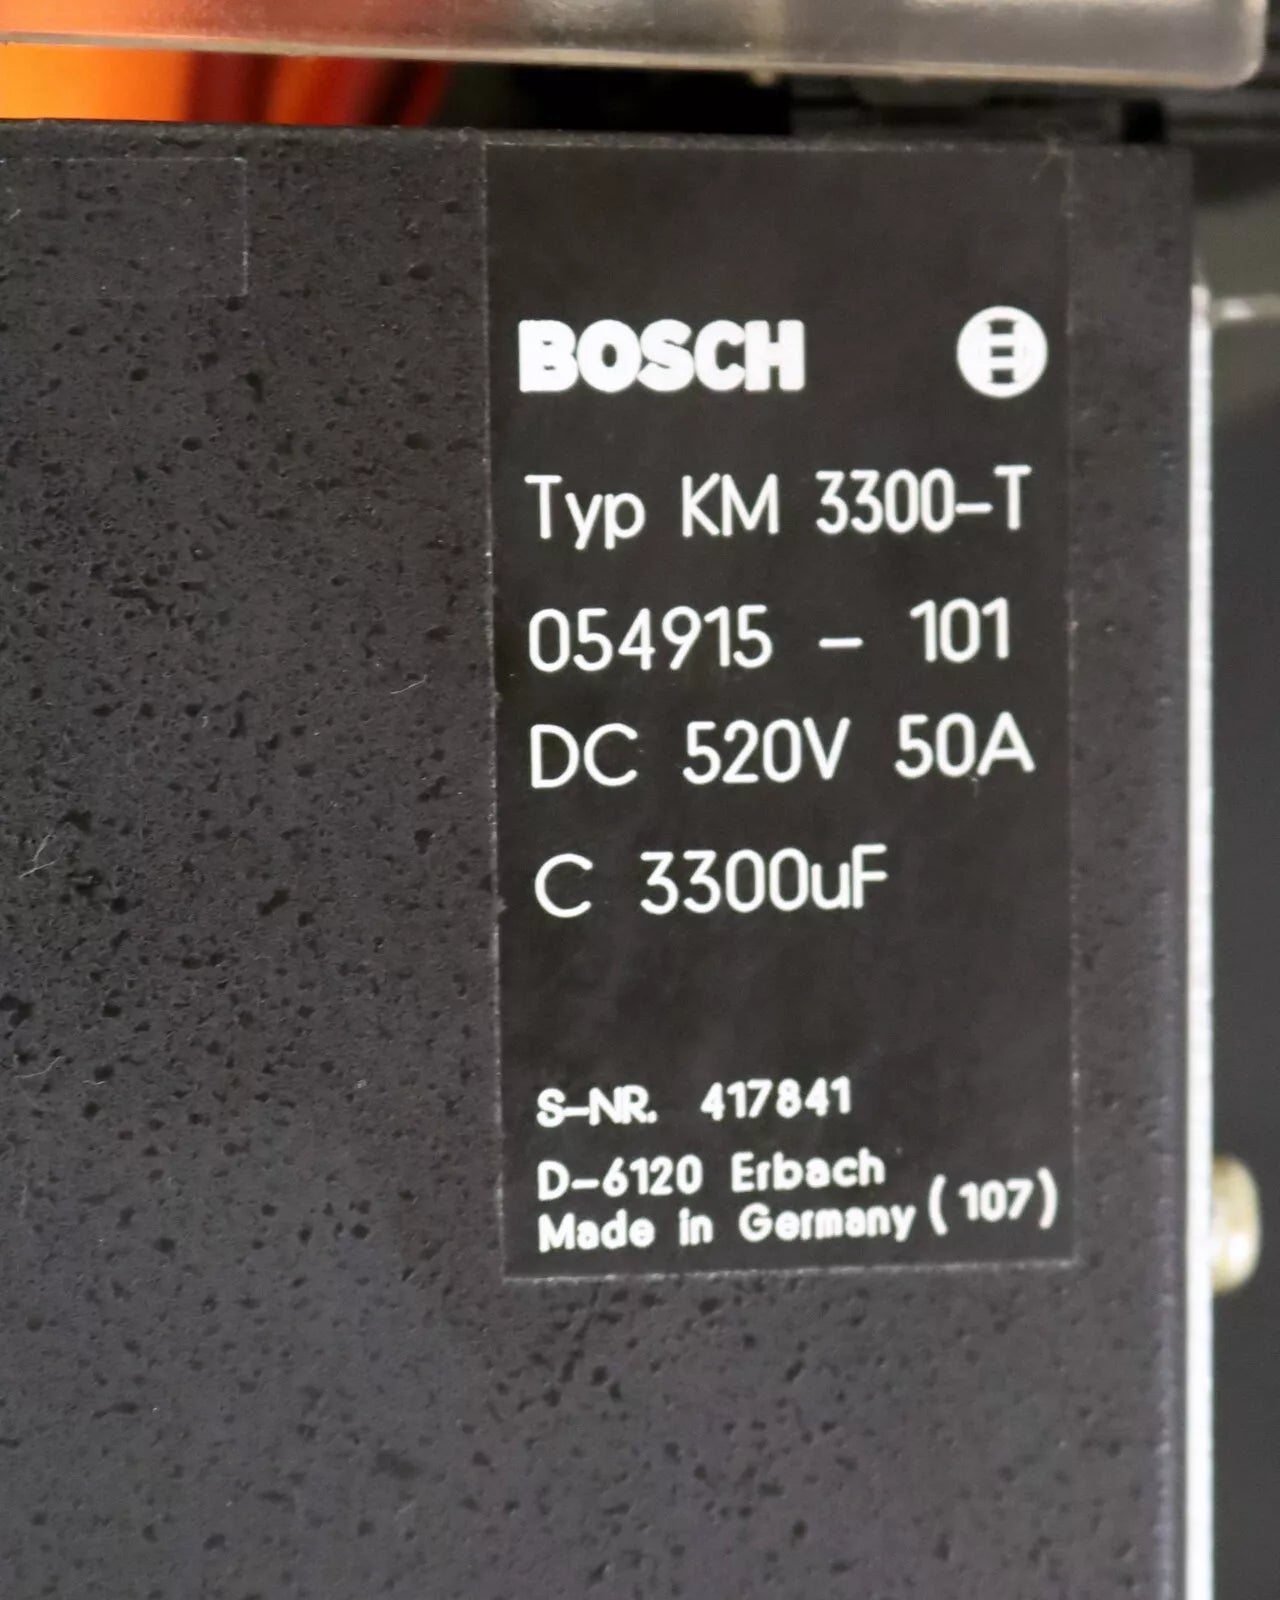 BOSCH
Typ KM 3300-T
054915 - 101
DC 520V 50A
C 3300uF
S-NR. 417841
D-6120 Erbach
Made in Germany (107)